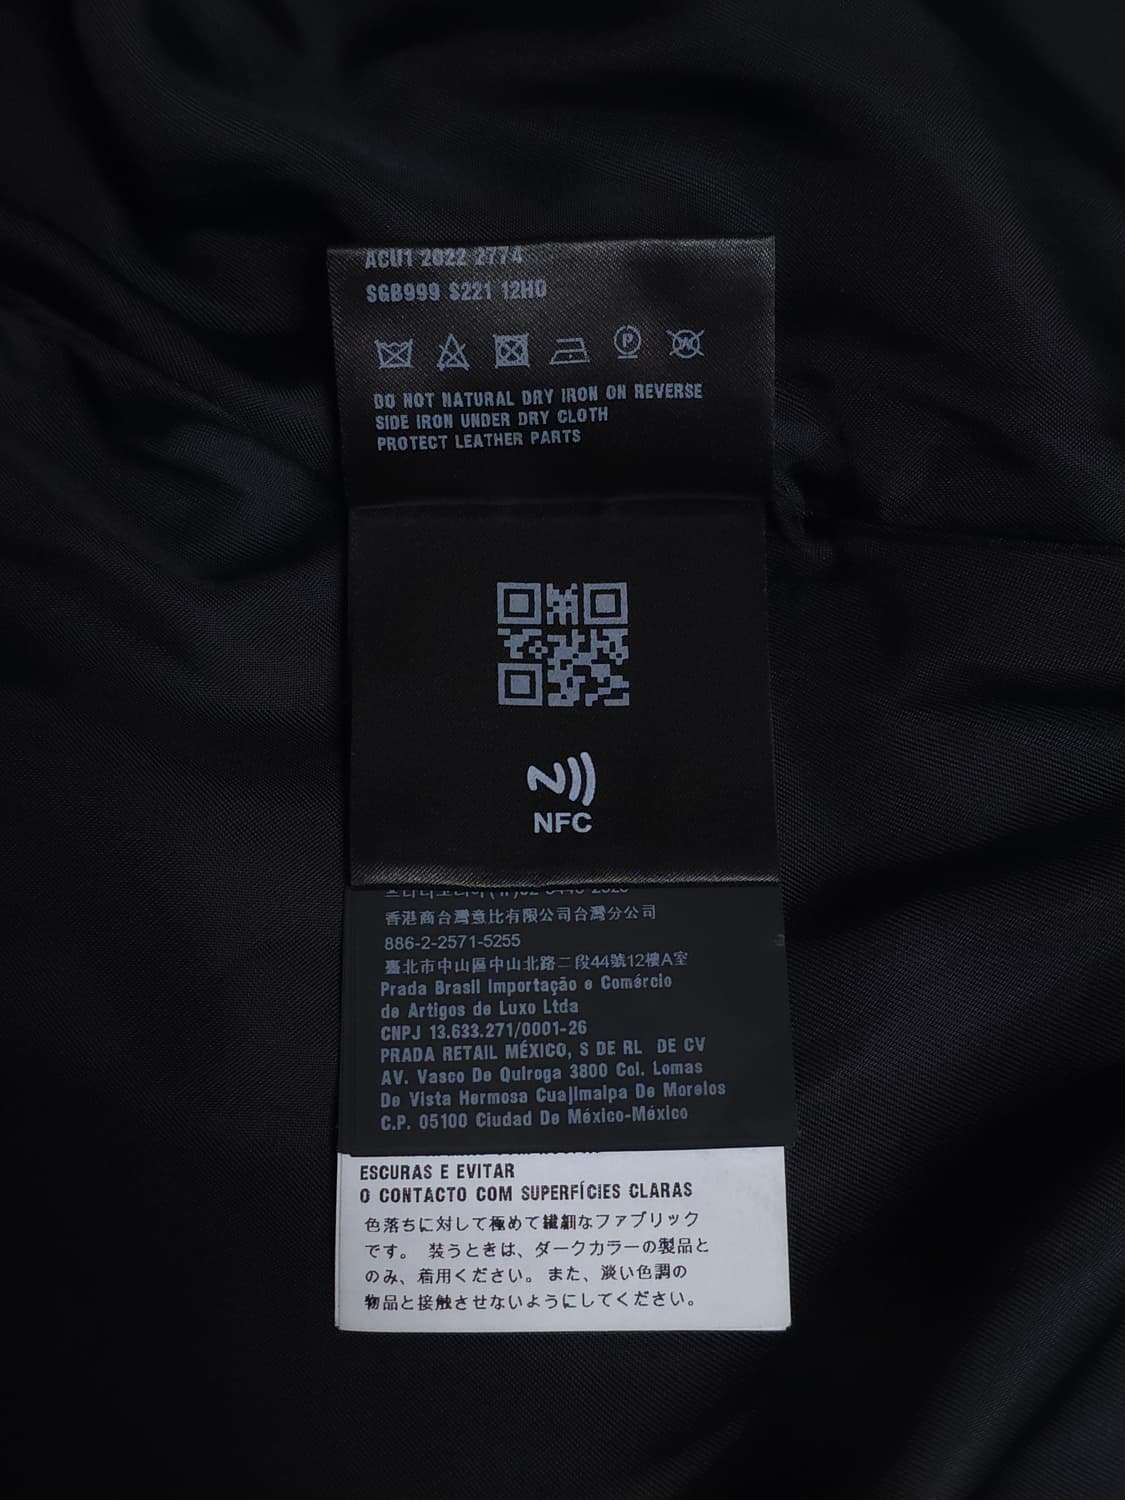 ACU1 2022 2774
SGB999 S221 12H0
P
W
DO NOT NATURAL DRY IRON ON REVERSE
SIDE IRON UNDER DRY CLOTH
PROTECT LEATHER PARTS
N
NFC
香港商台灣意比有限公司台灣分公司
886-2-2571-5255
臺北市中山區中山北路二段44號12樓A室
Prada Brasil Importação e Comércio
de Artigos de Luxo Ltda
CNPJ 13.633.271/0001-26
PRADA RETAIL MÉXICO, S DE RL DE CV
AV. Vasco De Quiroga 3800 Col. Lomas
De Vista Hermosa Cuajimalpa De Morelos
C.P. 05100 Ciudad De México-México
ESCURAS E EVITAR
O CONTACTO COM SUPERFÍCIES CLARAS
色落ちに対して極めて繊細なファブリック
です。 装うときは、ダークカラーの製品と
のみ、着用ください。また、淡い色調の
物品と接触させないようにしてください。